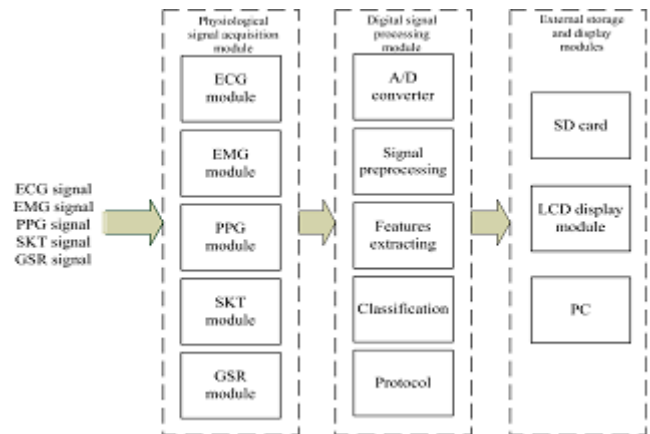 ECG signal
EMG signal
PPG signal
SKT signal
GSR signal
Physiological
signal acquisition
module
ECG
module
EMG
module
PPG
module
SKT
module
GSR
module
Digital signal
processing
module
A/D
converter
Signal
preprocessing
Features
extracting
Classification
Protocol
External storage
and display
modules
SD card
LCD display
module
PC